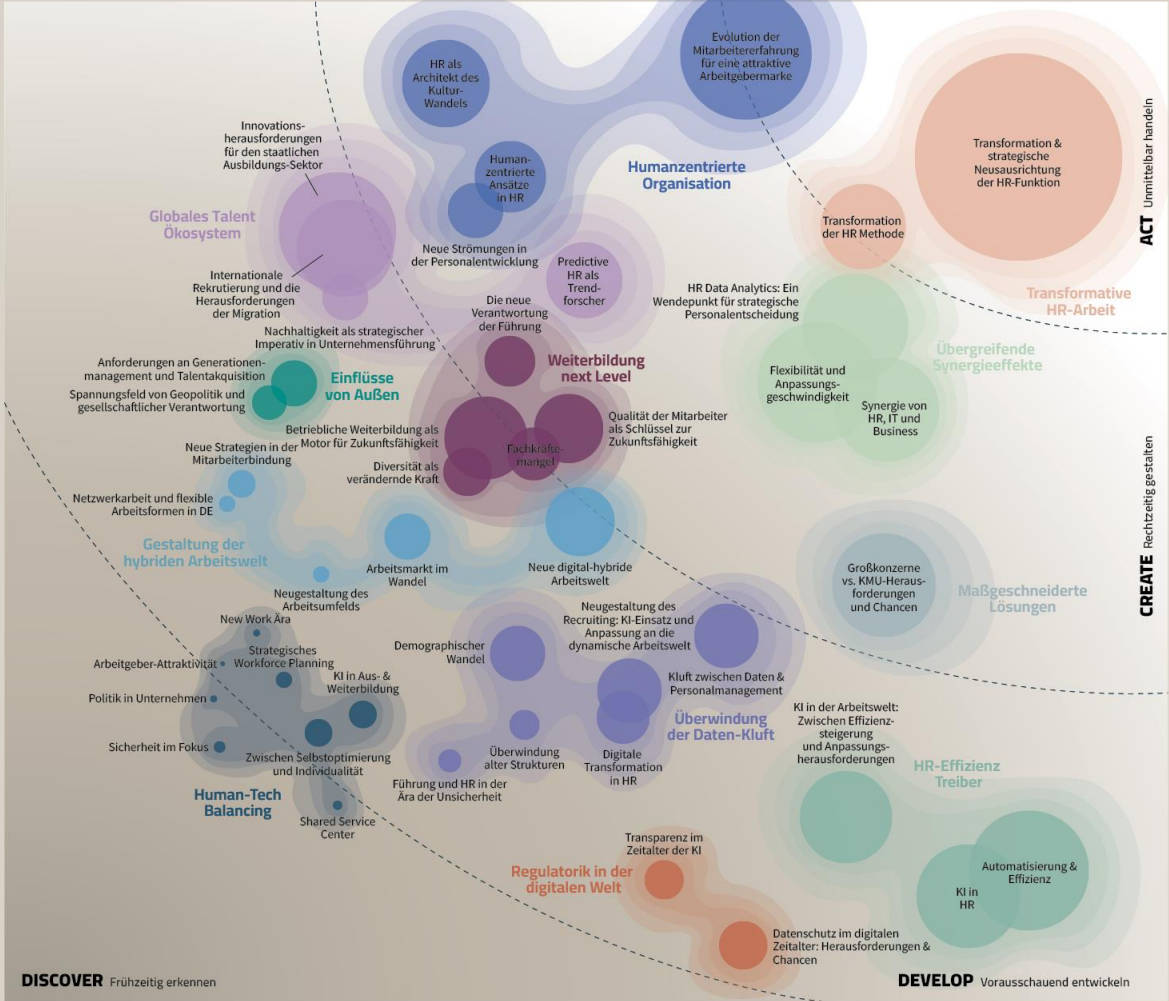 HR als
Architekt des
Kultur-
Wandels
Evolution der
Mitarbeitererfahrung
für eine attraktive
Arbeitgebermarke
Human-
zentrierte
Ansätze
in HR
Humanzentrierte
Organisation
Neue Strömungen in
der Personalentwicklung
Transformation &
strategische
Neuausrichtung
der HR-Funktion
Transformation
der HR Methode
Transformative
HR-Arbeit
ACT Unmittelbar handeln
Innovations-
herausforderungen
für den staatlichen
Ausbildungs-Sektor
Globales Talent
Ökosystem
Internationale
Rekrutierung und die
Herausforderungen
der Migration
Predictive
HR als
Trend-
forscher
Nachhaltigkeit als strategischer
Imperativ in Unternehmensführung
HR Data Analytics: Ein
Wendepunkt für strategische
Personalentscheidung
Übergreifende
Synergieeffekte
Flexibilität und
Anpassungs-
geschwindigkeit
Synergie von
HR, IT und
Business
Die neue
Verantwortung
der Führung
Weiterbildung
next Level
Betriebliche Weiterbildung als
Motor für Zukunftsfähigkeit
Qualität der Mitarbeiter
als Schlüssel zur
Zukunftsfähigkeit
Fachkräfte-
mangel
Diversität als
verändernde Kraft
Anforderungen an Generationen-
management und Talentakquisition
Einflüsse
von Außen
Spannungsfeld von Geopolitik und
gesellschaftlicher Verantwortung
Neue Strategien in der
Mitarbeiterbindung
Netzwerkarbeit und flexible
Arbeitsformen in DE
Gestaltung der
hybriden Arbeitswelt
Arbeitsmarkt im
Wandel
Neue digital-hybride
Arbeitswelt
Neugestaltung des
Arbeitsumfelds
Großkonzerne
vs. KMU-Heraus-
forderungen
und Chancen
Maßgeschneiderte
Lösungen
CREATE Rechtzeitig gestalten
New Work Ära
Strategisches
Workforce Planning
Arbeitgeber-Attraktivität
KI in Aus- &
Weiterbildung
Politik in Unternehmen
Sicherheit im Fokus
Zwischen Selbstoptimierung
und Individualität
Human-Tech
Balancing
Shared Service
Center
Demographischer
Wandel
Neugestaltung des
Recruiting: KI-Einsatz und
Anpassung an die
dynamische Arbeitswelt
Kluft zwischen Daten &
Personalmanagement
Überwindung
der Daten-Kluft
Überwindung
alter Strukturen
Digitale
Transformation
in HR
Führung und HR in der
Ära der Unsicherheit
KI in der Arbeitswelt:
Zwischen Effizienz-
steigerung
und Anpassungs-
herausforderungen
HR-Effizienz
Treiber
Automatisierung &
Effizienz
KI in
HR
Transparenz im
Zeitalter der KI
Regulatorik in der
digitalen Welt
Datenschutz im digitalen
Zeitalter: Herausforderungen &
Chancen
DISCOVER Frühzeitig erkennen
DEVELOP Vorausschauend entwickeln